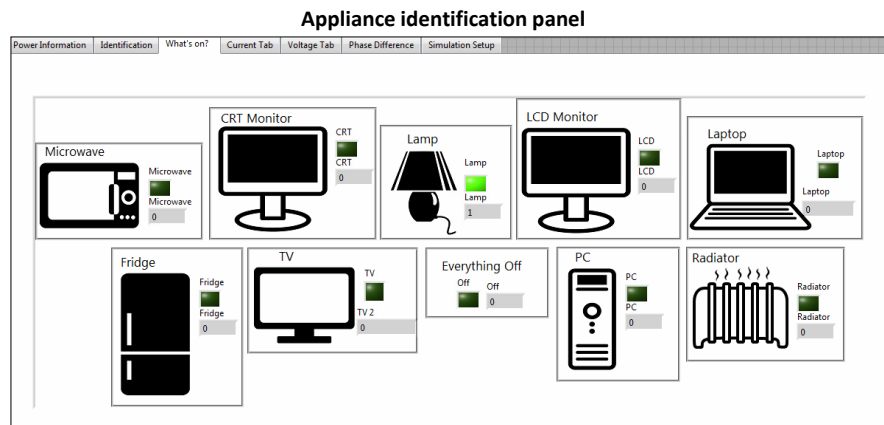 Appliance identification panel
Power Information Identification What's on? Current Tab Voltage Tab Phase Difference Simulation Setup
Microwave
Microwave
Microwave
0
CRT Monitor
CRT
CRT
0
Lamp
Lamp
Lamp
1
LCD Monitor
LCD
LCD
0
Laptop
Laptop
Laptop
0
Fridge
Fridge
Fridge
0
TV
TV
TV 2
0
Everything Off
Off Off
0
PC
PC
PC
0
Radiator
Radiator
Radiator
0